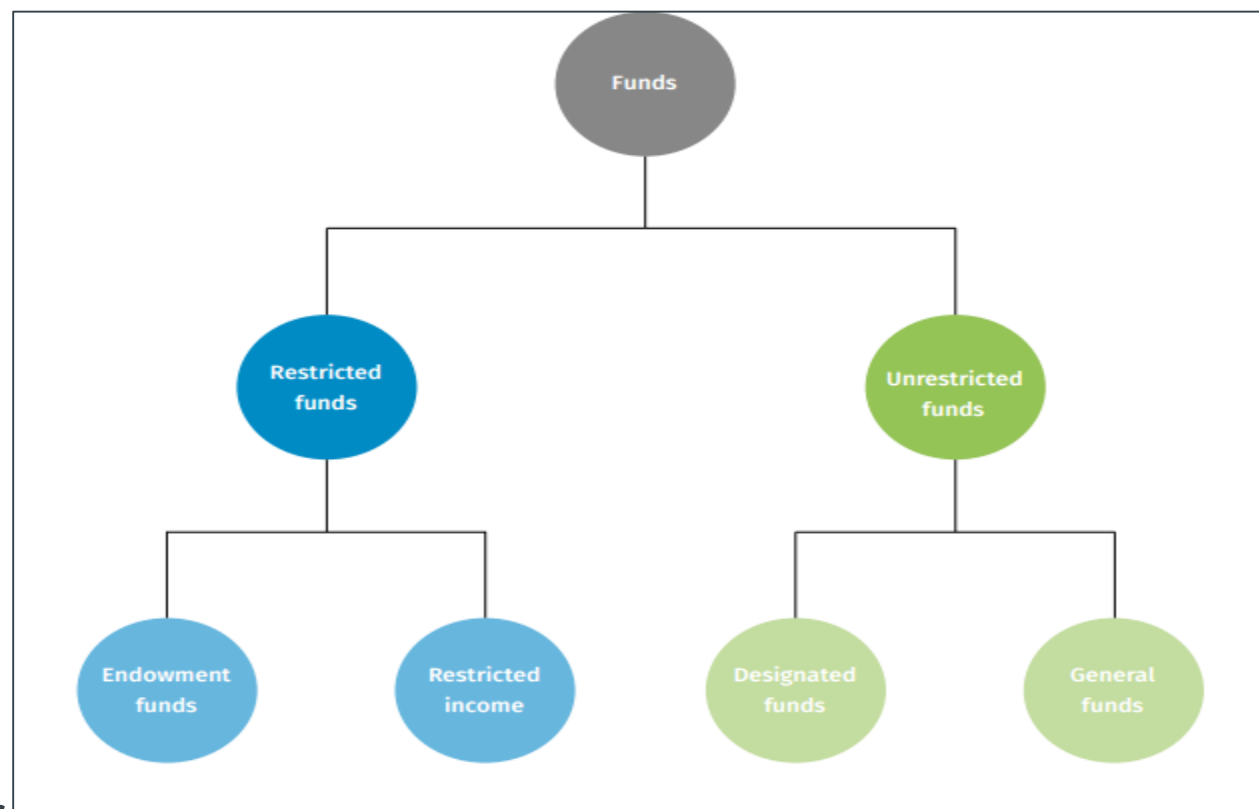 Funds
Restricted
funds
Unrestricted
funds
Endowment
funds
Restricted
income
Designated
funds
General
funds